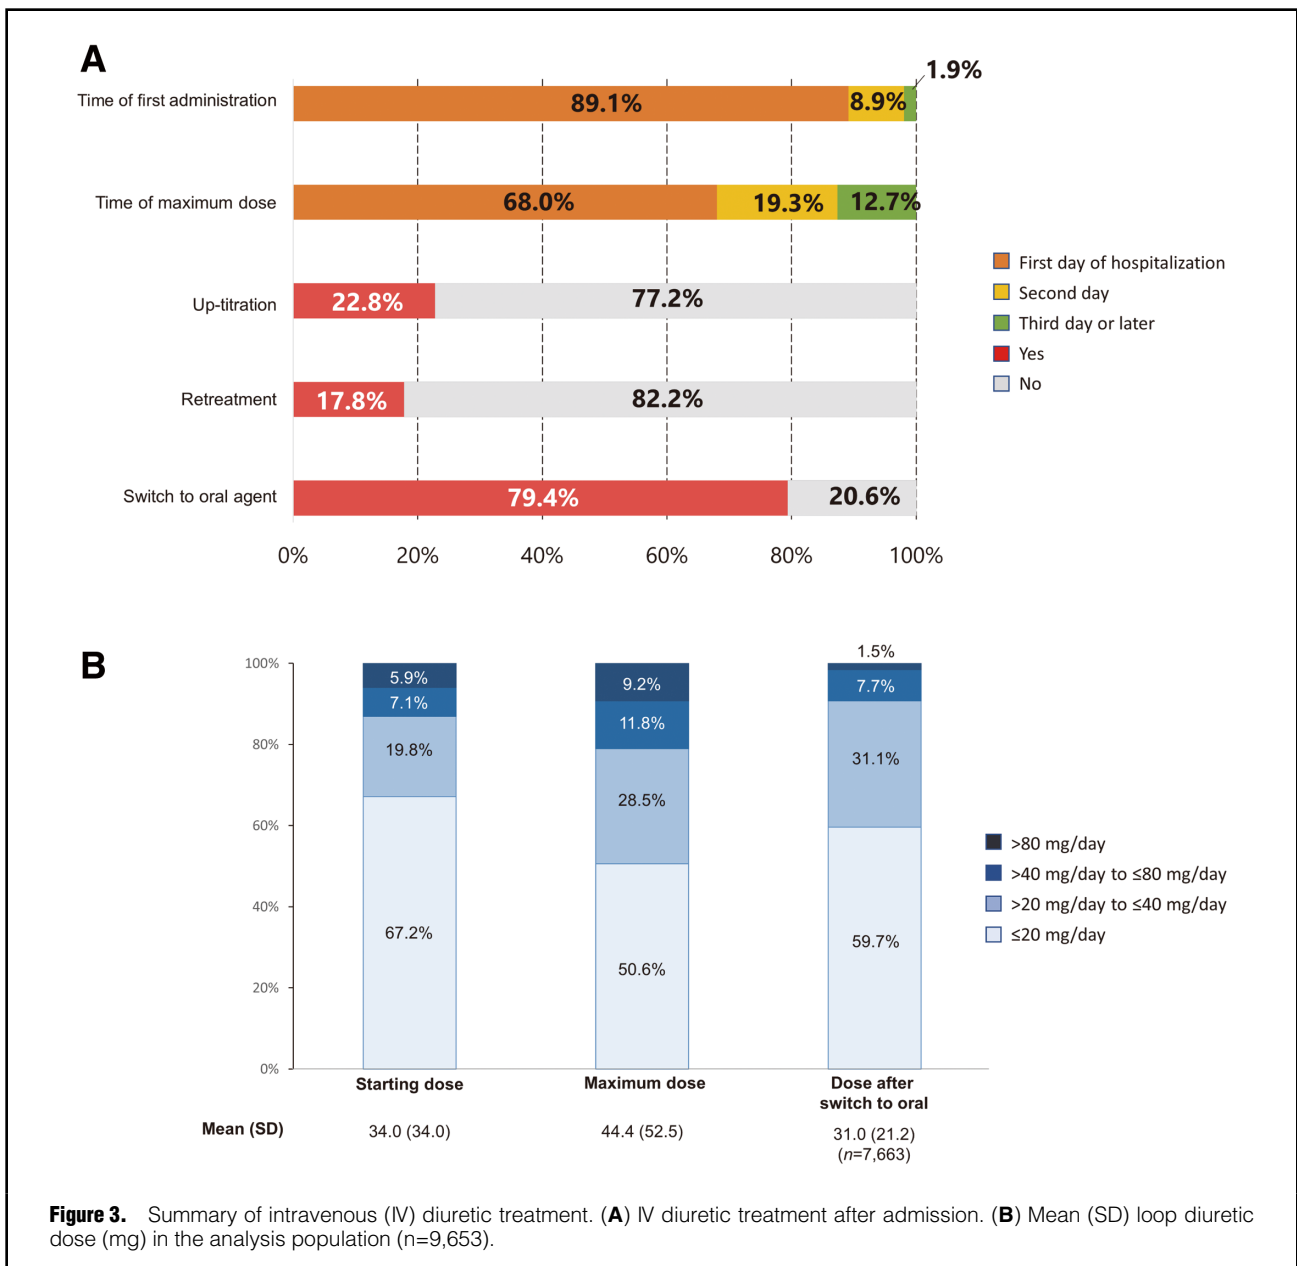 A
1.9%
Time of first administration
89.1%
8.9%
Time of maximum dose
68.0%
19.3%
12.7%
Up-titration
22.8%
77.2%
Retreatment
17.8%
82.2%
Switch to oral agent
79.4%
20.6%
0%
20%
40%
60%
80%
100%
First day of hospitalization
Second day
Third day or later
Yes
No
B
100%
80%
60%
40%
20%
0%
5.9%
7.1%
19.8%
67.2%
9.2%
11.8%
28.5%
50.6%
1.5%
7.7%
31.1%
59.7%
>80 mg/day
>40 mg/day to ≤80 mg/day
>20 mg/day to ≤40 mg/day
≤20 mg/day
Starting dose
Maximum dose
Dose after
switch to oral
Mean (SD)
34.0 (34.0)
44.4 (52.5)
31.0 (21.2)
(n=7,663)
Figure 3. Summary of intravenous (IV) diuretic treatment. (A) IV diuretic treatment after admission. (B) Mean (SD) loop diuretic
dose (mg) in the analysis population (n=9,653).